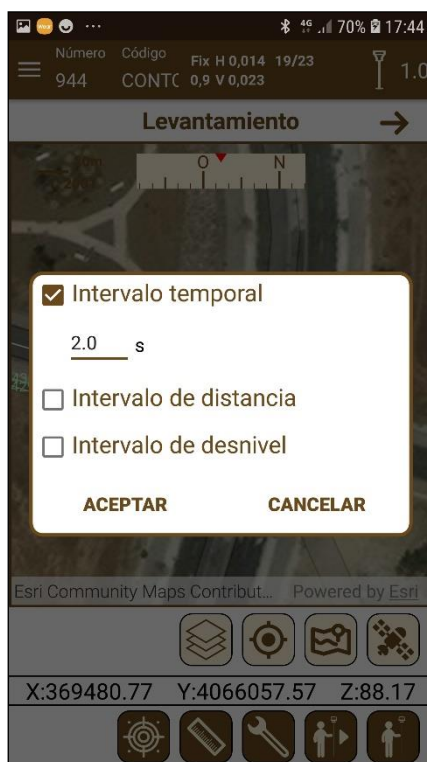 70% 17:44
Número Código Fix H 0,014 19/23
944 CONTC 0,9 V 0,023 1.0
Levantamiento
O N
Intervalo temporal
2.0 s
Intervalo de distancia
Intervalo de desnivel
ACEPTAR CANCELAR
Esri Community Maps Contribut... Powered by Esri
X:369480.77 Y:4066057.57 Z:88.17